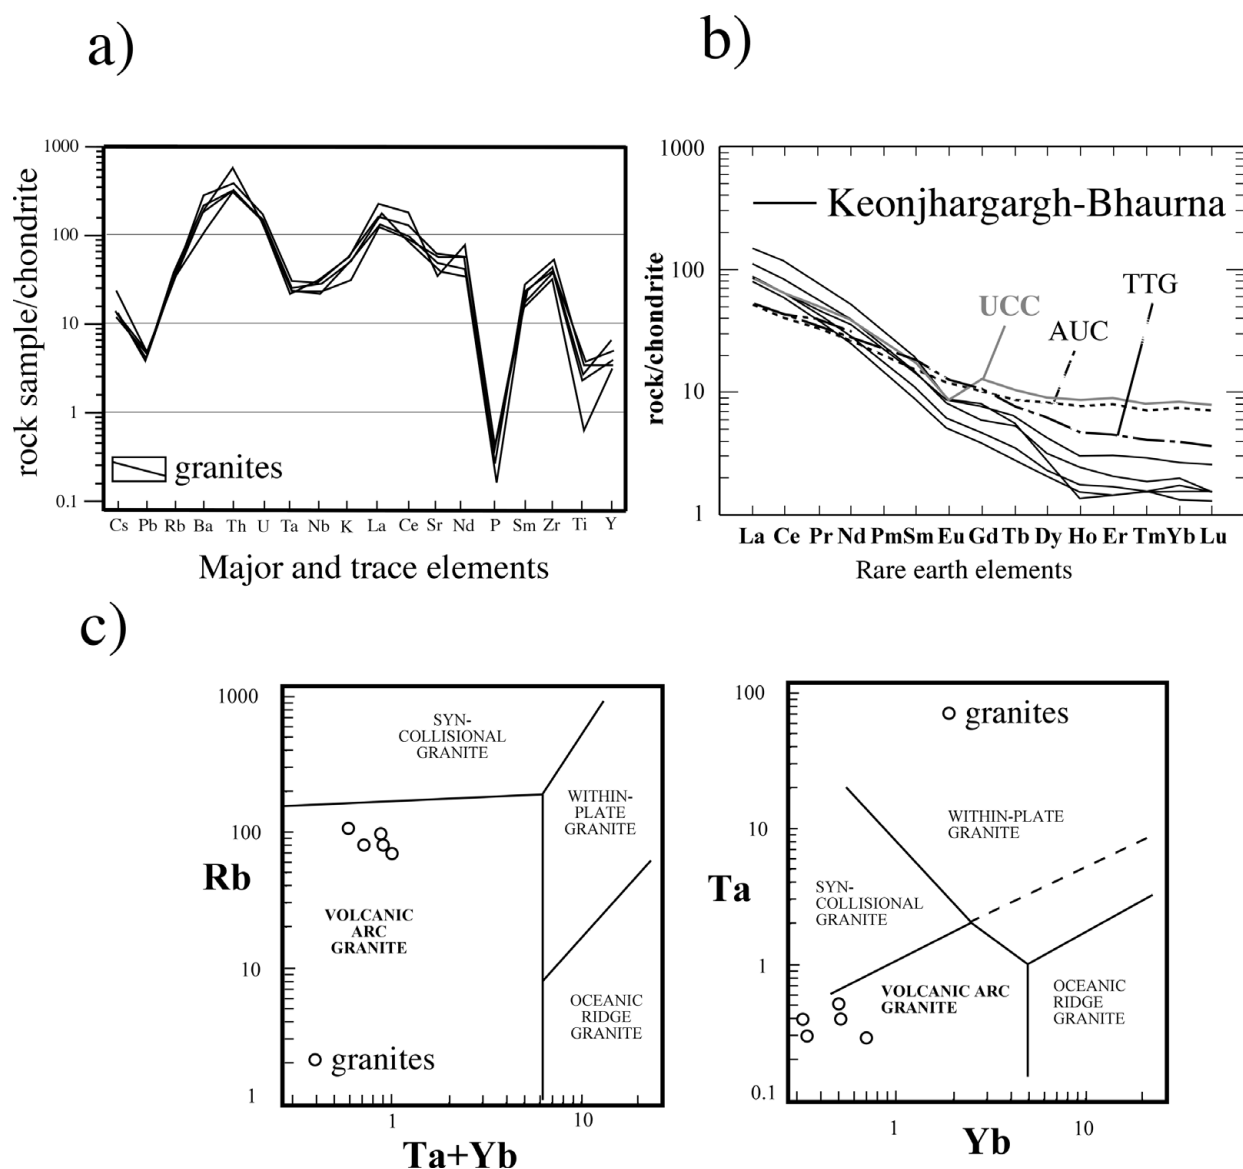 a)
b)
1000
100
10
1
0.1
rock sample/chondrite
granites
Cs Pb Rb Ba Th U Ta Nb K La Ce Sr Nd P Sm Zr Ti Y
Major and trace elements
1000
100
10
1
rock/chondrite
Keonjhargargh-Bhaurna
UCC
AUC
TTG
La Ce Pr Nd PmSm Eu Gd Tb Dy Ho Er TmYb Lu
Rare earth elements
c)
1000
100
10
1
Rb
SYN-
COLLISIONAL
GRANITE
WITHIN-
PLATE
GRANITE
VOLCANIC
ARC
GRANITE
OCEANIC
RIDGE
GRANITE
granites
1
10
Ta+Yb
100
10
1
0.1
Ta
granites
WITHIN-PLATE
GRANITE
SYN-
COLLISIONAL
GRANITE
VOLCANIC ARC
GRANITE
OCEANIC
RIDGE
GRANITE
1
10
Yb